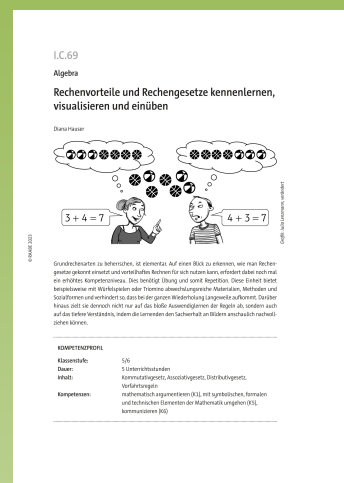 I.C.69
Algebra
Rechenvorteile und Rechengesetze kennenlernen,
visualisieren und einüben
Diana Hauser
3 + 4 = 7
4 + 3 = 7
© RAABE 2023
Grafik: Julia Lenzmann, verändert
Grundrechenarten zu beherrschen, ist elementar. Auf einen Blick zu erkennen, wie man Rechen-
gesetze gekonnt einsetzt und vorteilhaftes Rechnen für sich nutzen kann, erfordert dabei noch mal
ein erhöhtes Kompetenzniveau. Dies benötigt Übung und somit Repetition. Diese Einheit bietet
beispielsweise mit Würfelspielen oder Triomino abwechslungsreiche Materialien, Methoden und
Sozialformen und verhindert so, dass bei der ganzen Wiederholung Langeweile aufkommt. Darüber
hinaus zielt sie dennoch nicht nur auf das bloße Auswendiglernen der Regeln ab, sondern auch
auf das tiefere Verständnis, indem die Lernenden den Sachverhalt an Bildern anschaulich nachvoll-
ziehen können.
KOMPETENZPROFIL
Klassenstufe: 5/6
Dauer: 5 Unterrichtsstunden
Inhalt: Kommutativgesetz, Assoziativgesetz, Distributivgesetz,
Vorfahrtsregeln
Kompetenzen: mathematisch argumentieren (K1), mit symbolischen, formalen
und technischen Elementen der Mathematik umgehen (K5),
kommunizieren (K6)